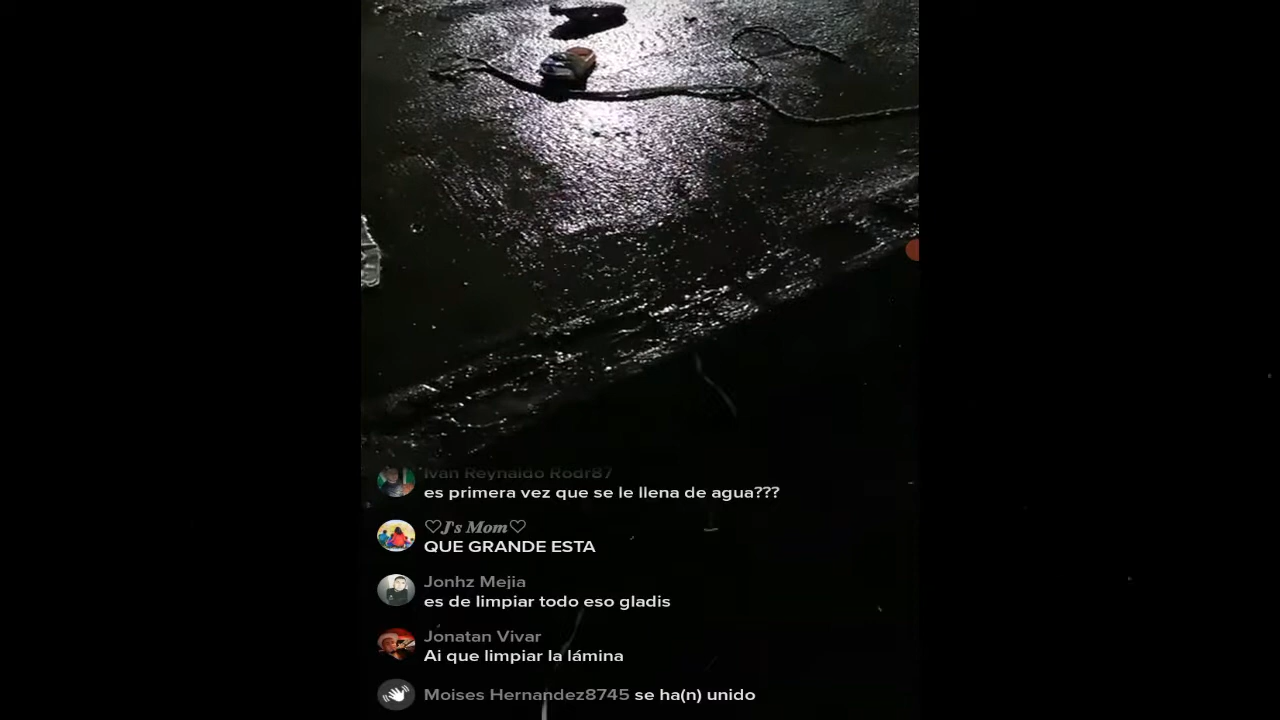 Ivan Reynaldo Rodr87
es primera vez que se le llena de agua???
♡J's Mom♡
QUE GRANDE ESTA
Jonhz Mejia
es de limpiar todo eso gladis
Jonatan Vivar
Ai que limpiar la lámina
Moises Hernandez8745 se ha(n) unido